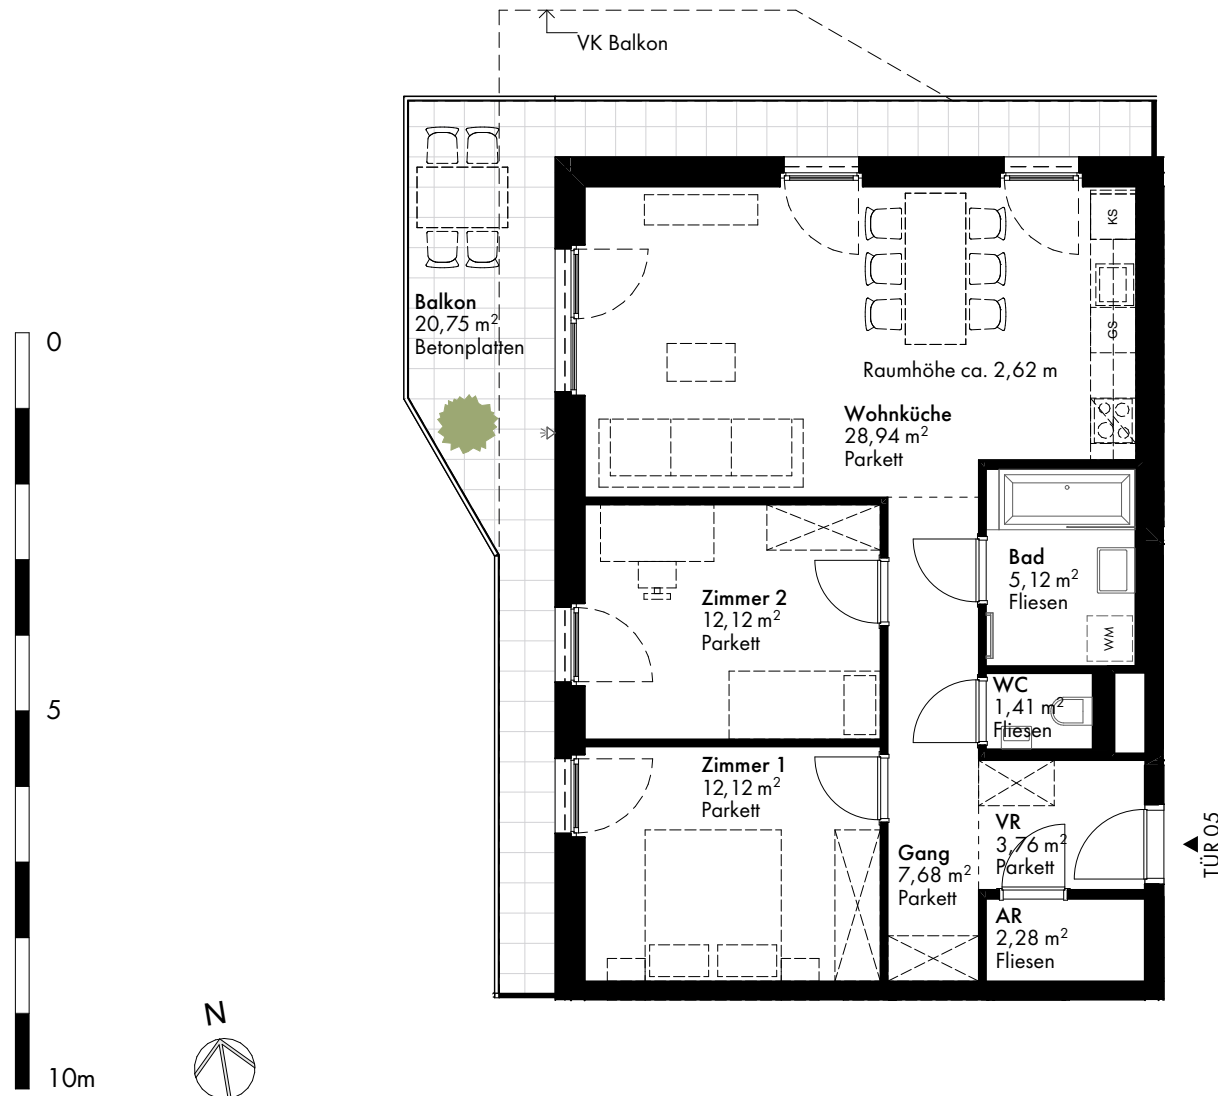 VK Balkon
KS
Balkon
20,75 m²
Betonplatten
GS
0
Raumhöhe ca. 2,62 m
Wohnküche
28,94 m²
Parkett
Bad
5,12 m²
Fliesen
WM
Zimmer 2
12,12 m²
Parkett
WC
1,41 m²
Fliesen
5
Zimmer 1
12,12 m²
Parkett
VR
3,76 m²
Parkett
TÜR 05
Gang
7,68 m²
Parkett
AR
2,28 m²
Fliesen
N
10m